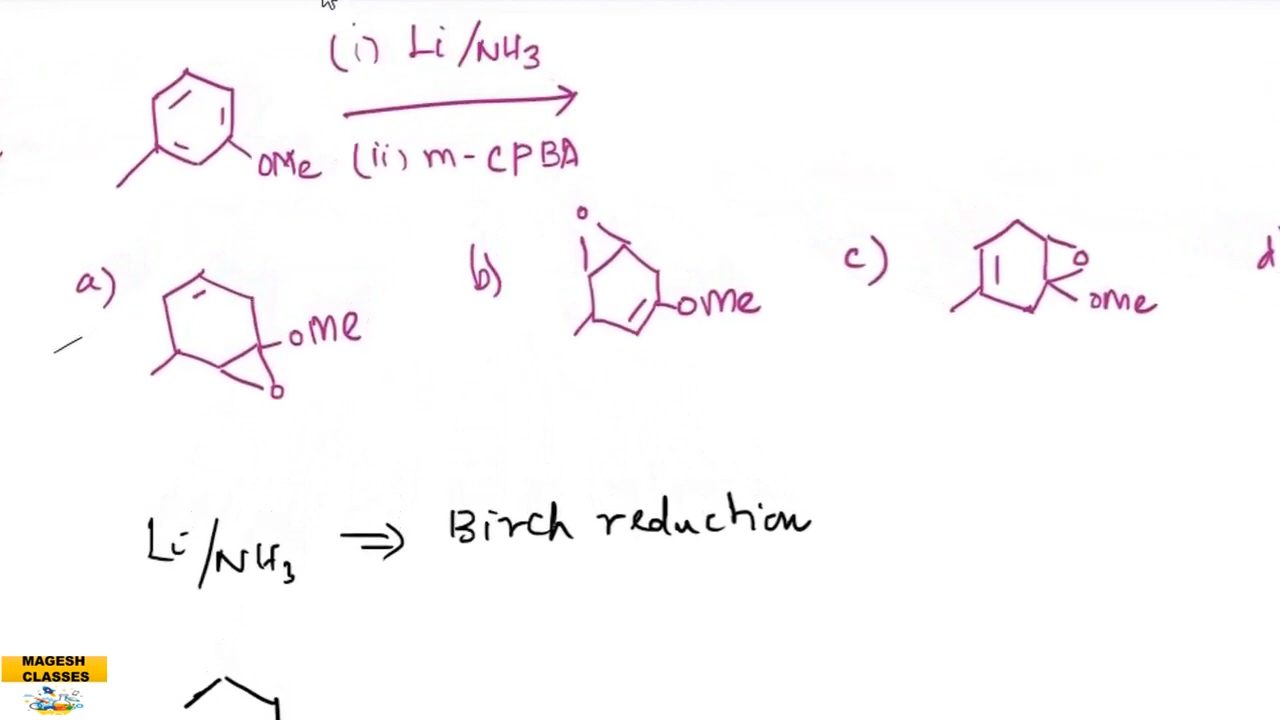 (i) Li/NH3
OMe (ii) m-CPBA
a) OMe O
b) O OMe
c) O OMe
d)
Li/NH3 ⇒ Birch reduction
MAGESH
CLASSES